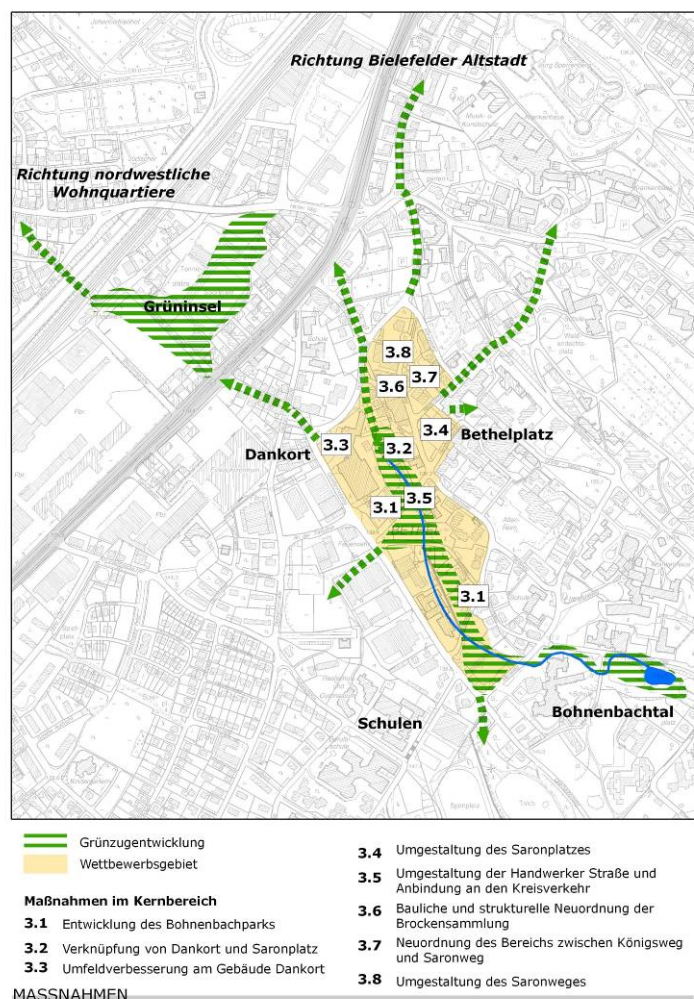 Richtung Bielefelder Altstadt
Richtung nordwestliche
Wohnquartiere
Grüninsel
3.8
3.7
3.6
3.4
Bethelplatz
3.3
3.2
Dankort
3.5
3.1
3.1
Schulen
Bohnenbachtal
Grünzugentwicklung
Wettbewerbsgebiet
Maßnahmen im Kernbereich
3.1 Entwicklung des Bohnenbachparks
3.2 Verknüpfung von Dankort und Saronplatz
3.3 Umfeldverbesserung am Gebäude Dankort
3.4 Umgestaltung des Saronplatzes
3.5 Umgestaltung der Handwerker Straße und
Anbindung an den Kreisverkehr
3.6 Bauliche und strukturelle Neuordnung der
Brockensammlung
3.7 Neuordnung des Bereichs zwischen Königsweg
und Saronweg
3.8 Umgestaltung des Saronweges
MASSNAHMEN